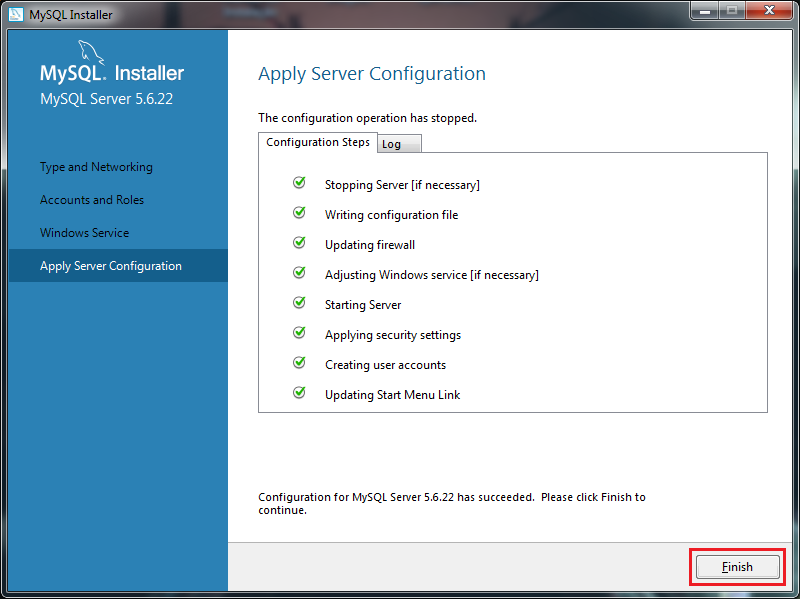 MySQL Installer
MySQL. Installer
MySQL Server 5.6.22
Type and Networking
Accounts and Roles
Windows Service
Apply Server Configuration
Apply Server Configuration
The configuration operation has stopped.
Configuration Steps
Log
Stopping Server [if necessary]
Writing configuration file
Updating firewall
Adjusting Windows service [if necessary]
Starting Server
Applying security settings
Creating user accounts
Updating Start Menu Link
Configuration for MySQL Server 5.6.22 has succeeded.  Please click Finish to
continue.
Finish